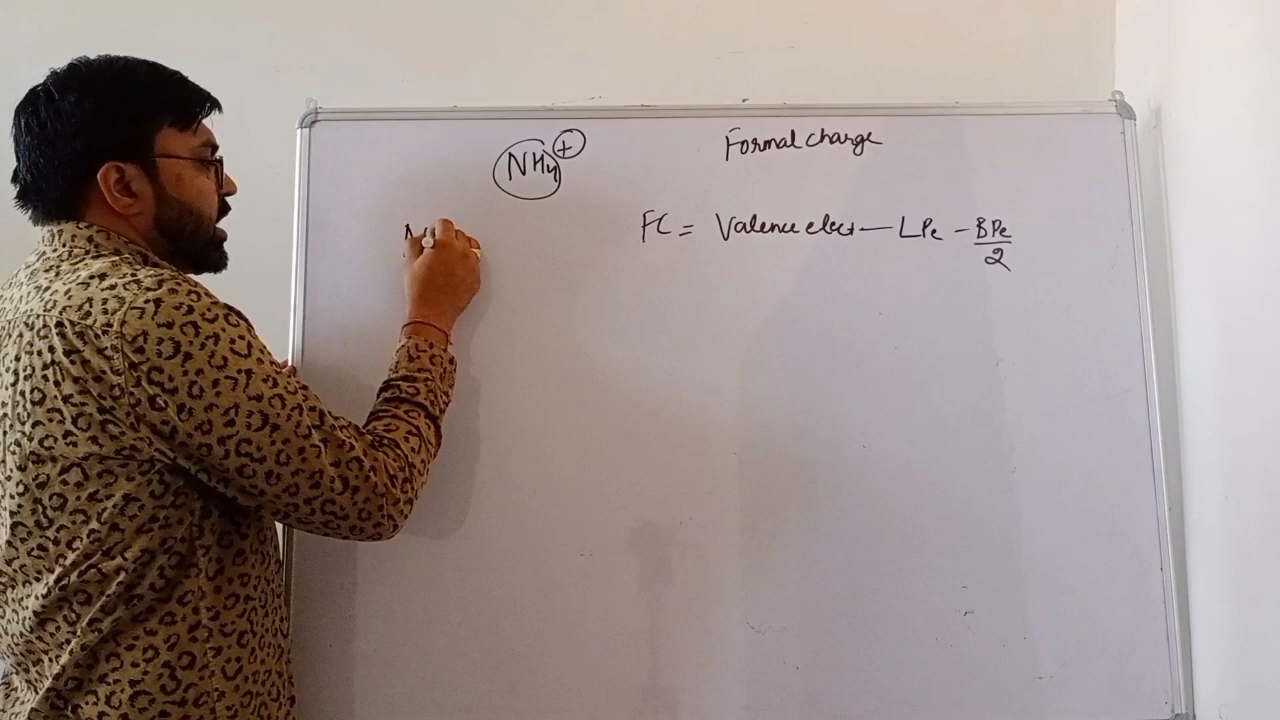 NH4+
Formal charge
FC = Valence elect — LPe - BPe/2
N